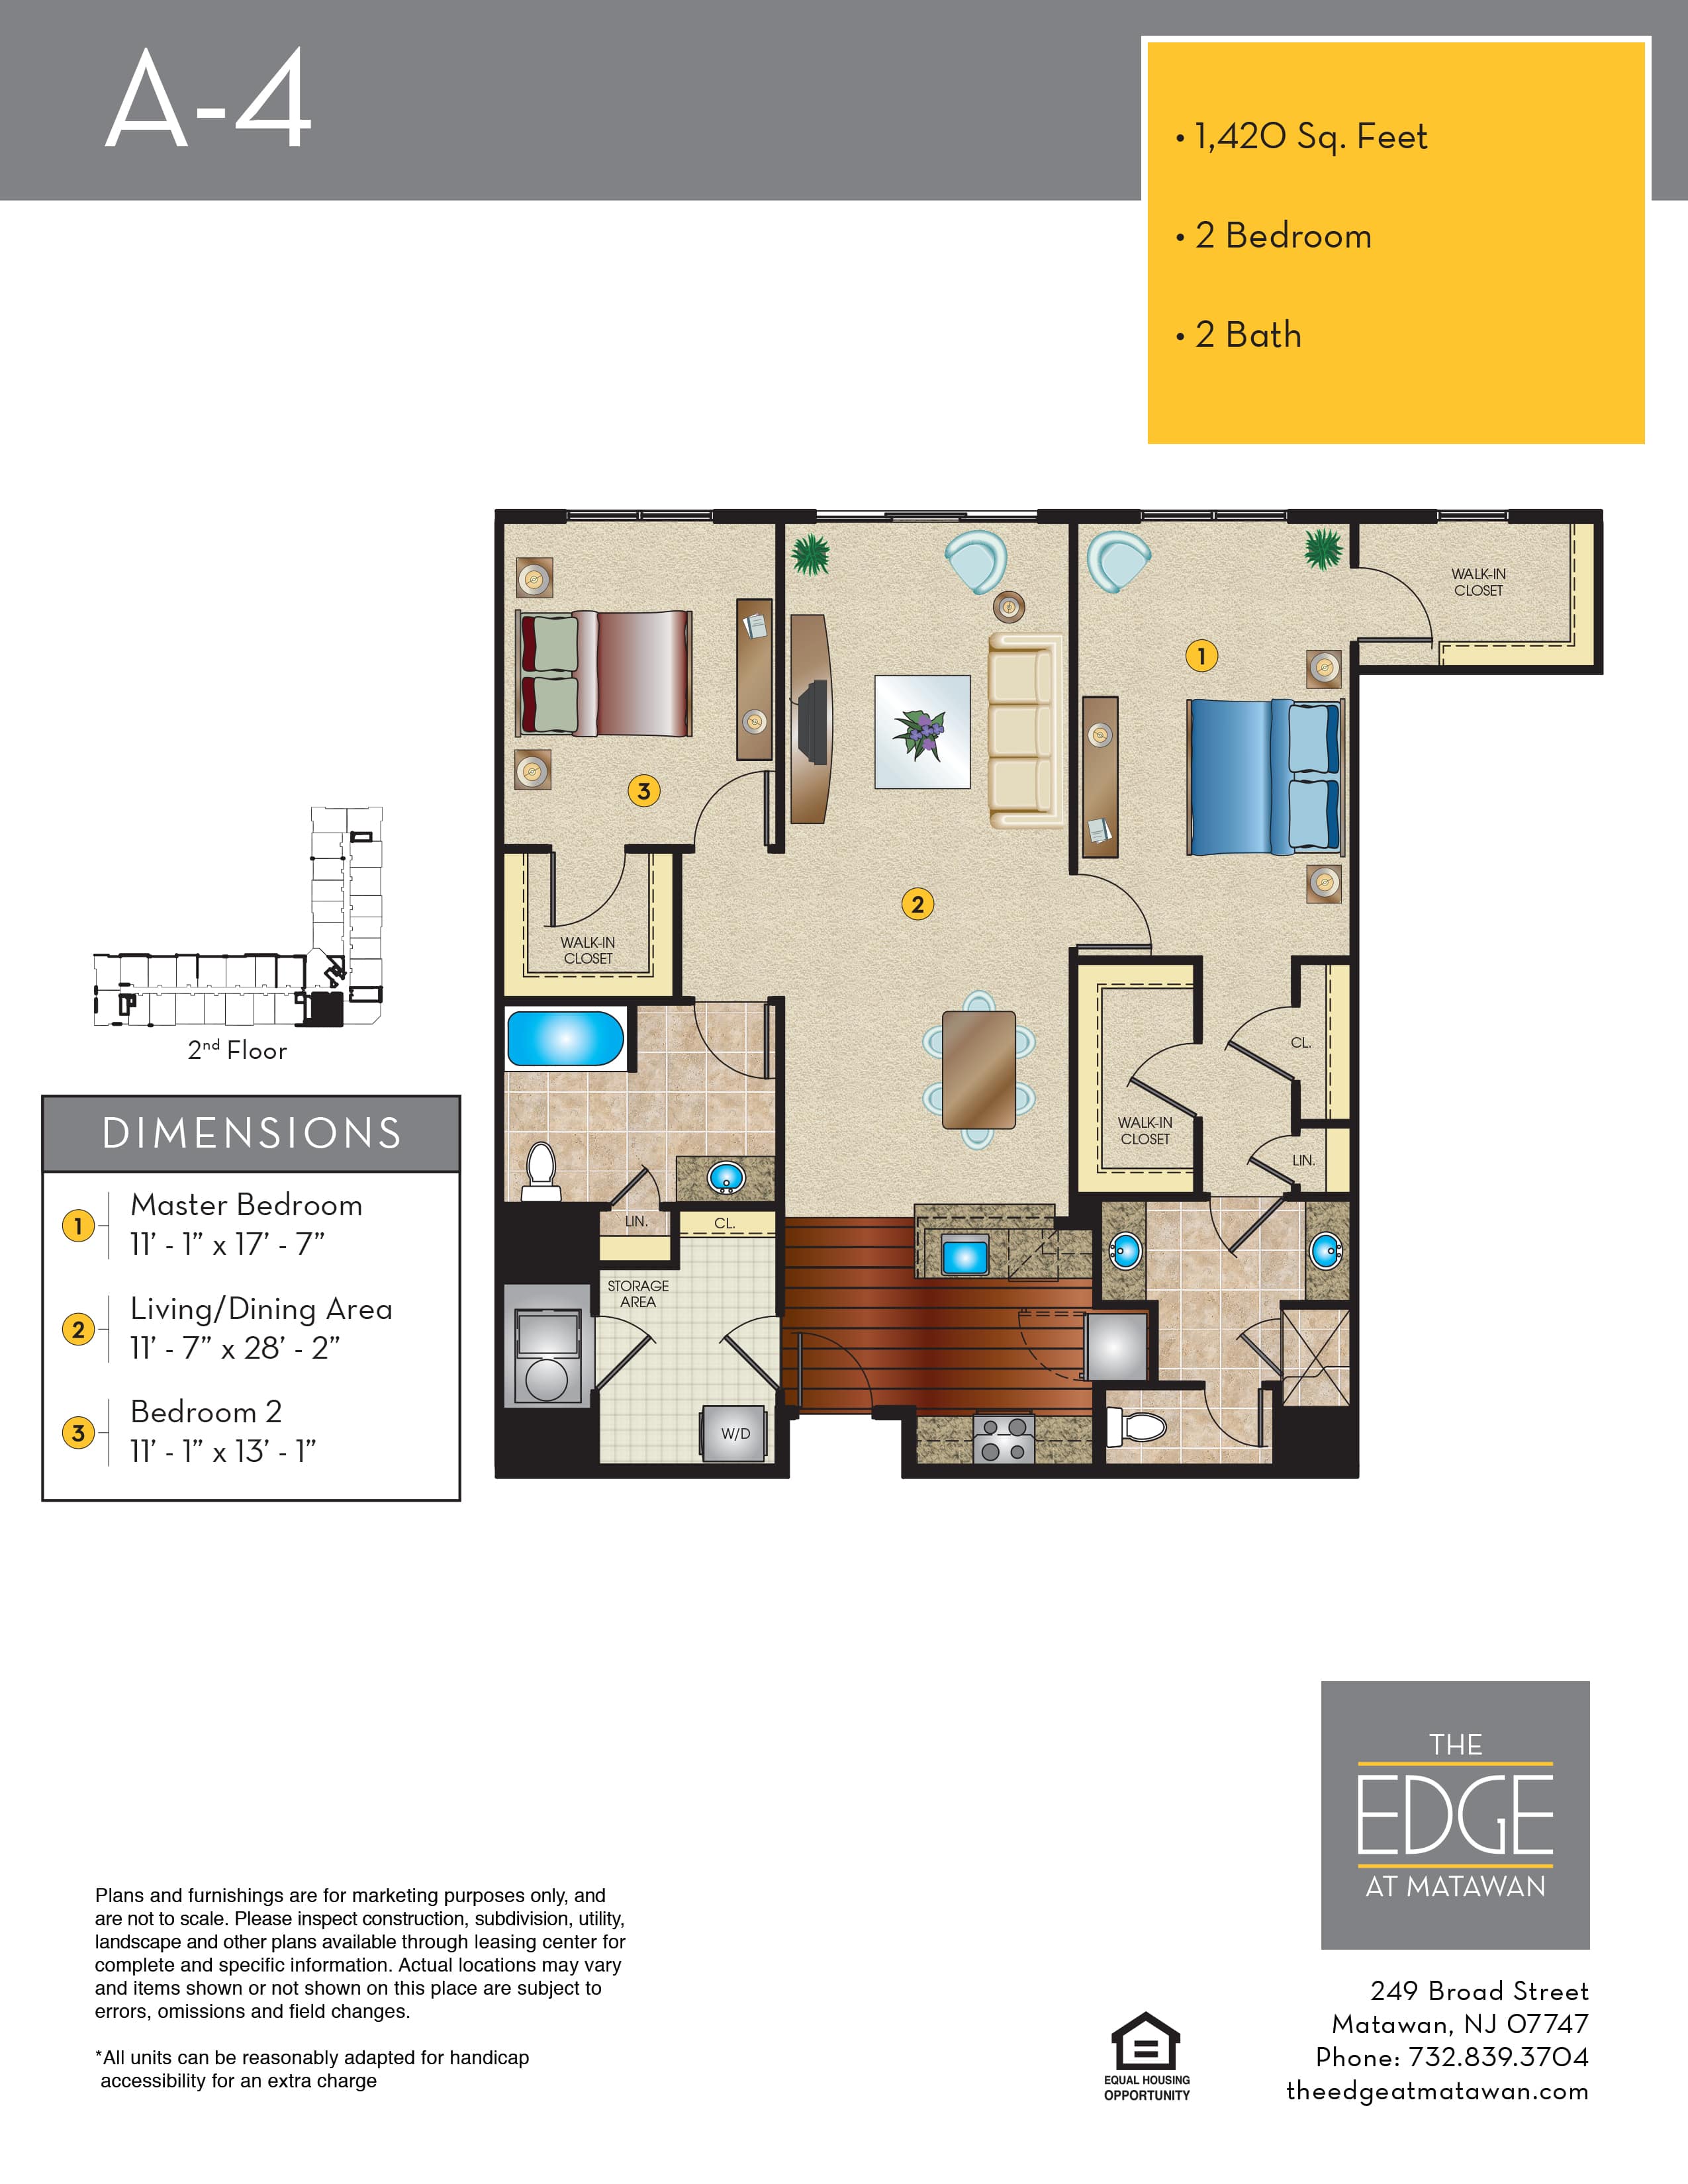 A-4
• 1,420 Sq. Feet
• 2 Bedroom
• 2 Bath
WALK-IN
CLOSET
1
3
2
WALK-IN
CLOSET
CL.
WALK-IN
CLOSET
LIN.
LIN.
CL.
STORAGE
AREA
W/D
2nd Floor
DIMENSIONS
1 Master Bedroom
11’ - 1” x 17’ - 7”
2 Living/Dining Area
11’ - 7” x 28’ - 2”
3 Bedroom 2
11’ - 1” x 13’ - 1”
THE
EDGE
AT MATAWAN
Plans and furnishings are for marketing purposes only, and
are not to scale. Please inspect construction, subdivision, utility,
landscape and other plans available through leasing center for
complete and specific information. Actual locations may vary
and items shown or not shown on this place are subject to
errors, omissions and field changes.
*All units can be reasonably adapted for handicap
accessibility for an extra charge
EQUAL HOUSING
OPPORTUNITY
249 Broad Street
Matawan, NJ 07747
Phone: 732.839.3704
theedgeatmatawan.com